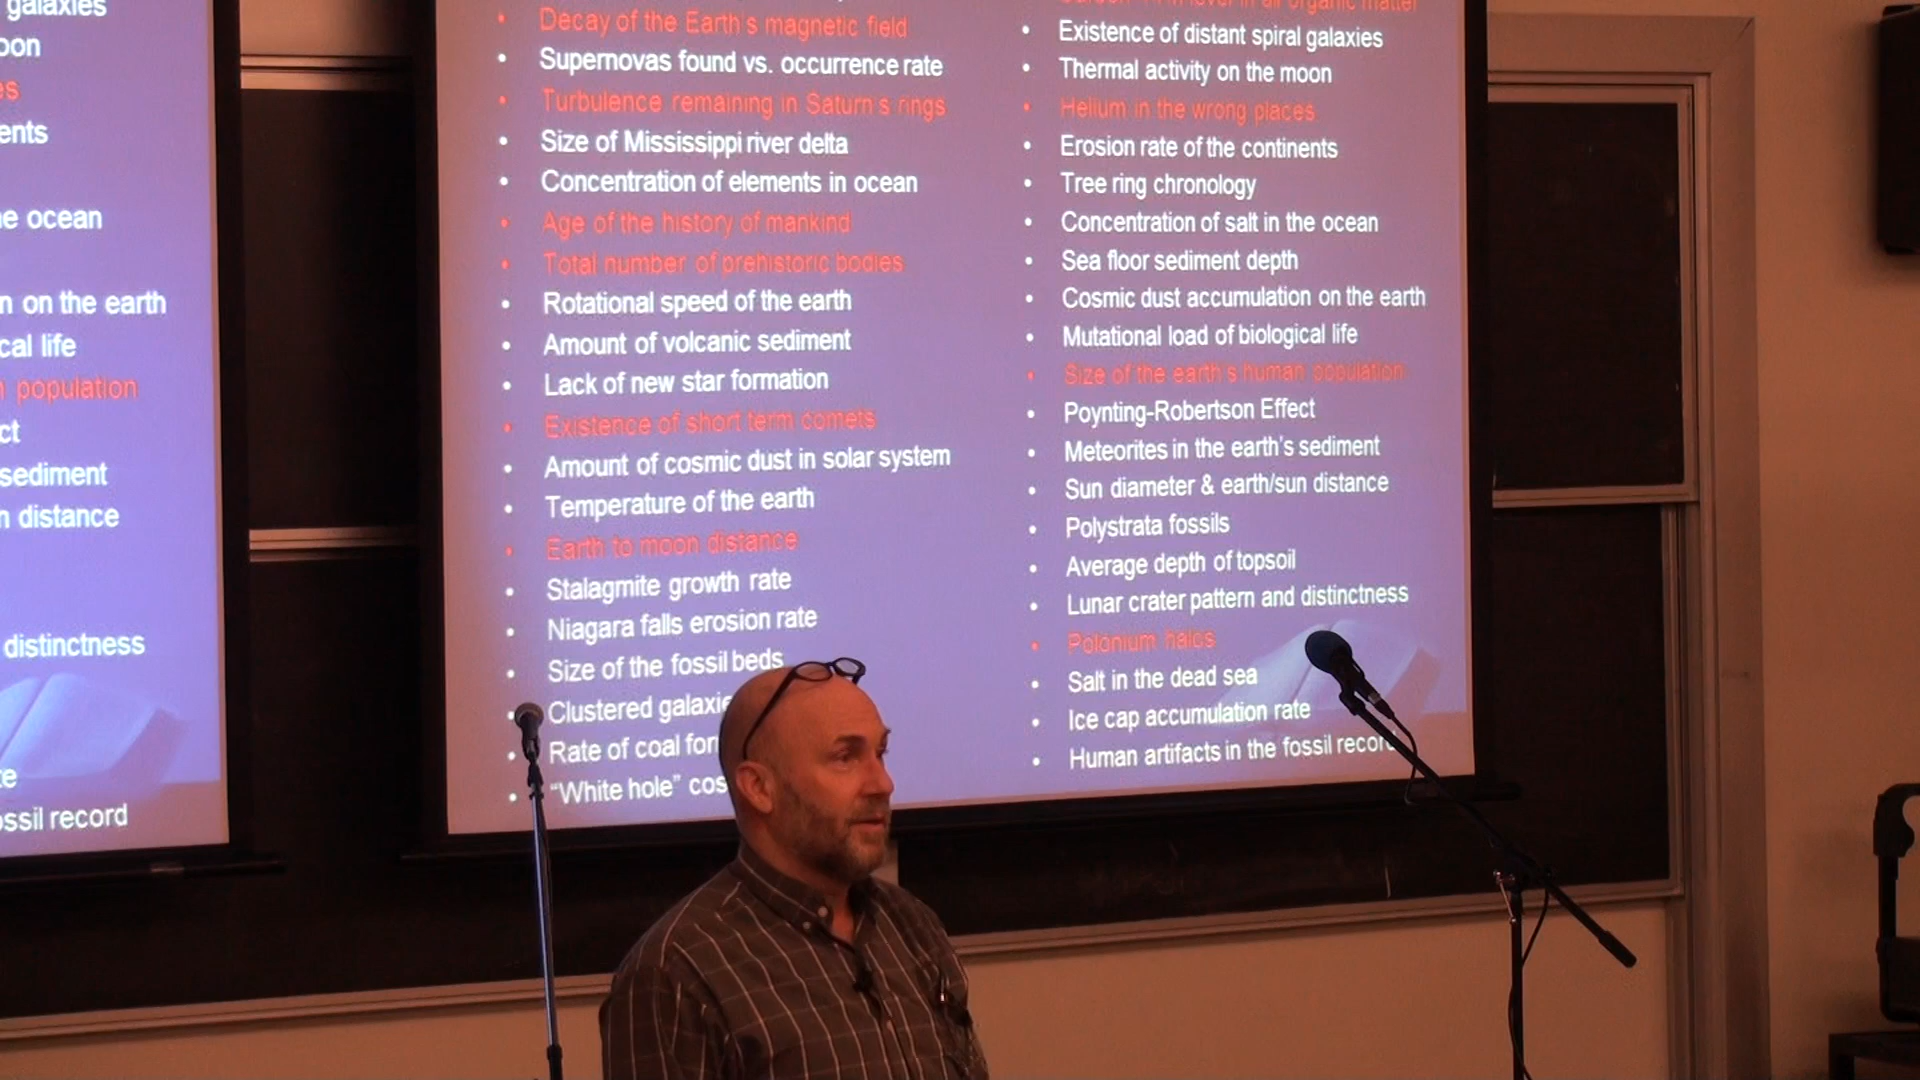 galaxies
oon
es
ents
e ocean
n on the earth
cal life
n population
ct
sediment
n distance
distinctness
te
ossil record
• Decay of the Earth s magnetic field
• Supernovas found vs. occurrence rate
• Turbulence remaining in Saturn s rings
• Size of Mississippi river delta
• Concentration of elements in ocean
• Age of the history of mankind
• Total number of prehistoric bodies
• Rotational speed of the earth
• Amount of volcanic sediment
• Lack of new star formation
• Existence of short term comets
• Amount of cosmic dust in solar system
• Temperature of the earth
• Earth to moon distance
• Stalagmite growth rate
• Niagara falls erosion rate
• Size of the fossil beds
• Clustered galaxie
• Rate of coal for
• "White hole" cos
level in all organic matter
• Existence of distant spiral galaxies
• Thermal activity on the moon
• Helium in the wrong places
• Erosion rate of the continents
• Tree ring chronology
• Concentration of salt in the ocean
• Sea floor sediment depth
• Cosmic dust accumulation on the earth
• Mutational load of biological life
• Size of the earth s human population
• Poynting-Robertson Effect
• Meteorites in the earth's sediment
• Sun diameter & earth/sun distance
• Polystrata fossils
• Average depth of topsoil
• Lunar crater pattern and distinctness
• Polonium halos
• Salt in the dead sea
• Ice cap accumulation rate
• Human artifacts in the fossil record